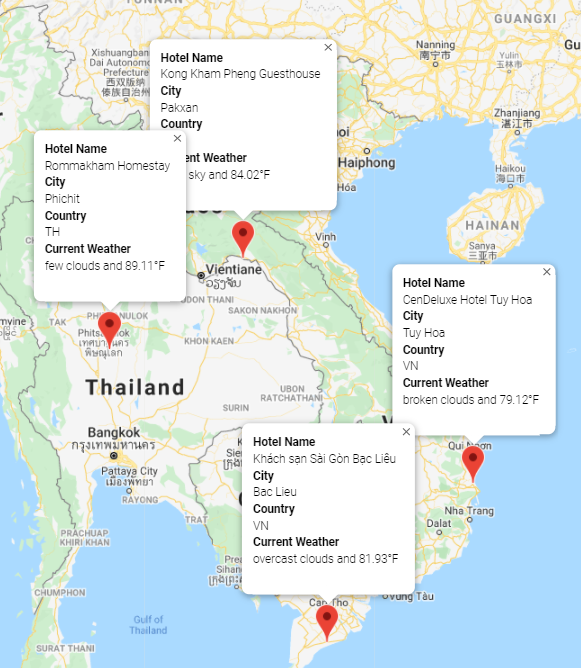 YUNNAN
GUANGXI
Nanning
南宁市
Yulin
玉林市
Xishuangbanna
Dai Autonomous
Prefecture
西双版纳
傣族自治州
Zhanjiang
湛江市
Haiphong
Haikou
海口市
HAINAN
Sanya
三亚市
Vinh
Hotel Name
Kong Kham Pheng Guesthouse
City
Pakxan
Country
Current Weather
sky and 84.02°F
Hotel Name
Rommakham Homestay
City
Phichit
Country
TH
Current Weather
few clouds and 89.11°F
Vientiane
ວຽງຈັນ
UDON THANI
SAKON NAKHON
TAK
PHITSANULOK
Phitsanulok
เทศบาลนคร
พิษณุโลก
KHON KAEN
Thailand
UBON
RATCHATHANI
SURIN
Hotel Name
CenDeluxe Hotel Tuy Hoa
City
Tuy Hoa
Country
VN
Current Weather
broken clouds and 79.12°F
Bangkok
กรุงเทพมหานคร
Pattaya City
เมืองพัทยา
RAYONG
TRAT
Hotel Name
Khách sạn Sài Gòn Bạc Liêu
City
Bac Lieu
Country
VN
Current Weather
overcast clouds and 81.93°F
Qui Nhon
Nha Trang
Dalat
PRACHUAP
KHIRI KHAN
CHUMPHON
Gulf of
Thailand
SURAT THANI
Can Tho
Vũng Tàu